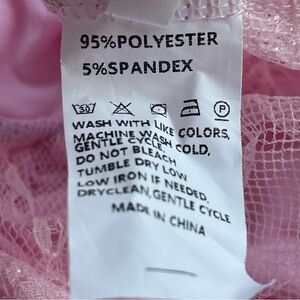 95%POLYESTER
5%SPANDEX
WASH WITH LIKE COLORS,
MACHINE WASH COLD,
GENTLE CYCLE,
DO NOT BLEACH
TUMBLE DRY LOW
LOW IRON IF NEEDED,
DRYCLEAN, GENTLE CYCLE
MADE IN CHINA